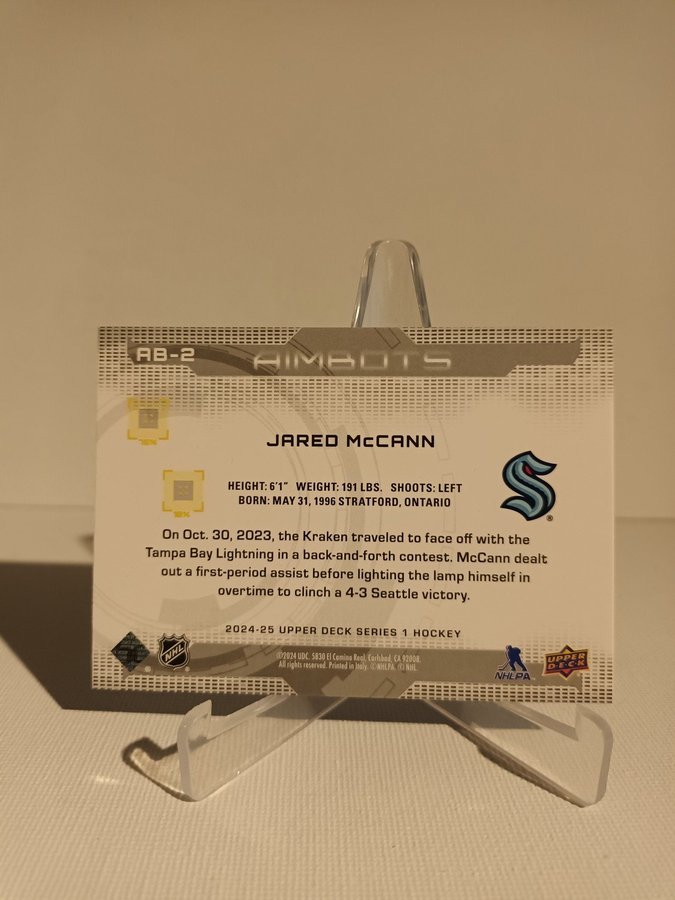 AB-2
AIMBOTS
JARED McCANN
HEIGHT: 6'1" WEIGHT: 191 LBS. SHOOTS: LEFT
BORN: MAY 31, 1996 STRATFORD, ONTARIO
On Oct. 30, 2023, the Kraken traveled to face off with the
Tampa Bay Lightning in a back-and-forth contest. McCann dealt
out a first-period assist before lighting the lamp himself in
overtime to clinch a 4-3 Seattle victory.
2024-25 UPPER DECK SERIES 1 HOCKEY
©2024 UDC. 5830 El Camino Real, Carlsbad, CA 92008.
All rights reserved. Printed in Italy. ©NHLPA. ©NHL.
NHL
NHLPA
UPPER
DECK